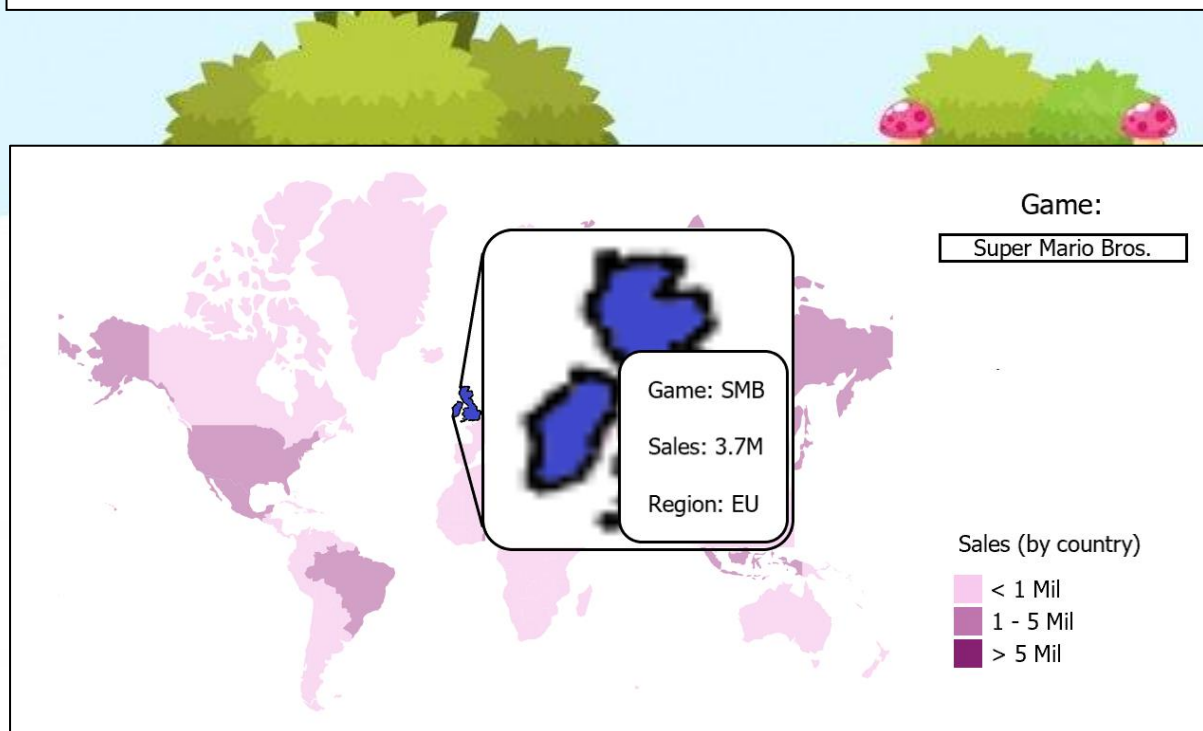 Game:
Super Mario Bros.
Game: SMB
Sales: 3.7M
Region: EU
Sales (by country)
< 1 Mil
1 - 5 Mil
> 5 Mil